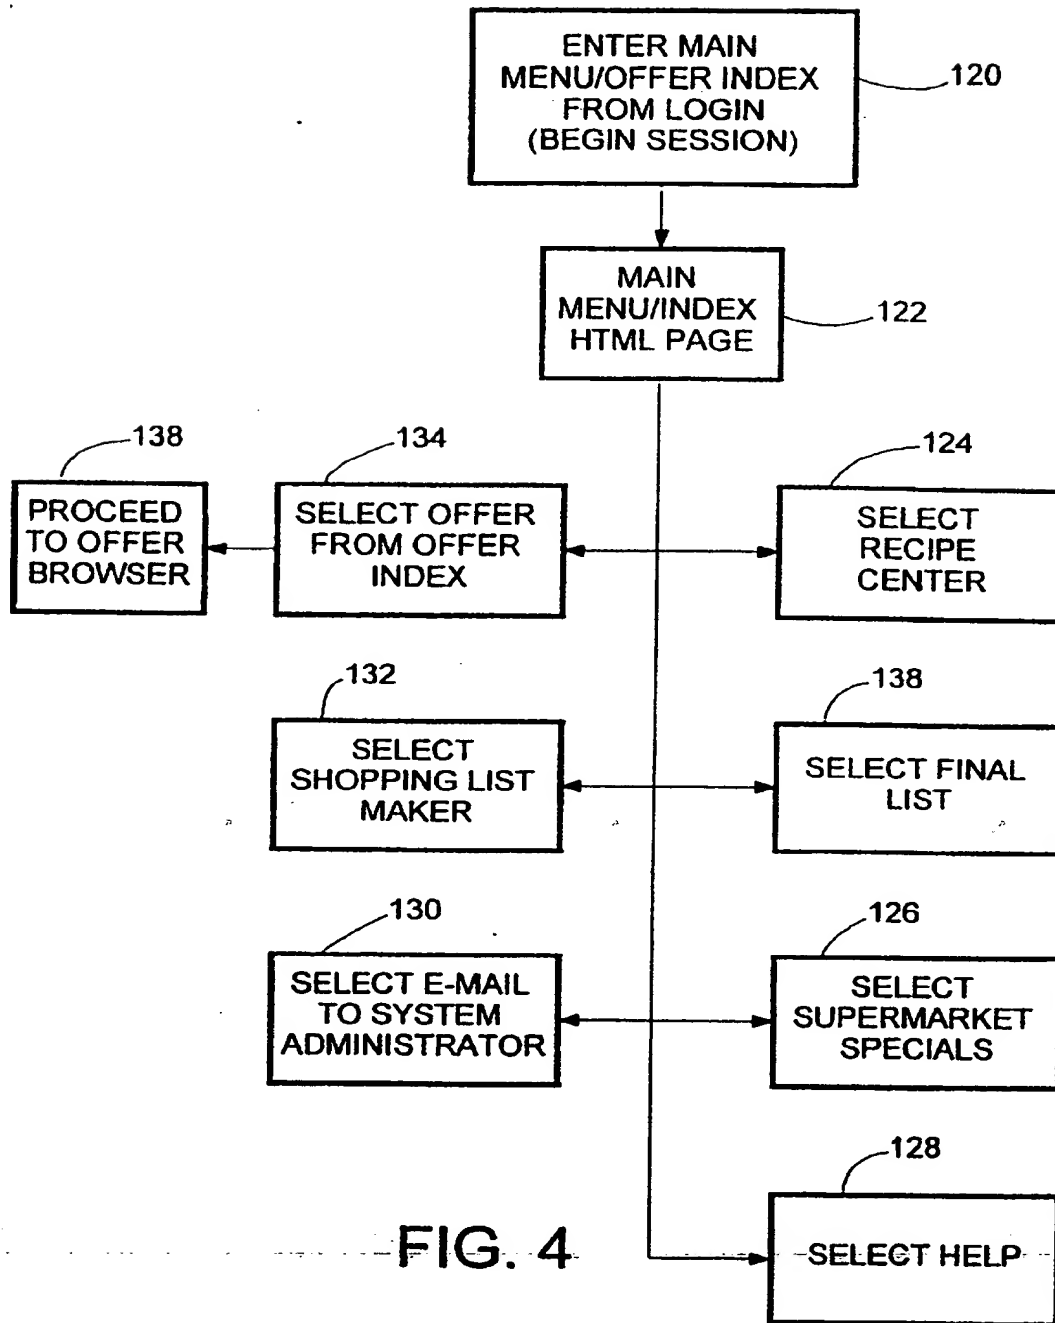 ENTER MAIN
MENU/OFFER INDEX
FROM LOGIN
(BEGIN SESSION)
120
MAIN
MENU/INDEX
HTML PAGE
122
138
PROCEED
TO OFFER
BROWSER
134
SELECT OFFER
FROM OFFER
INDEX
124
SELECT
RECIPE
CENTER
132
SELECT
SHOPPING LIST
MAKER
138
SELECT FINAL
LIST
130
SELECT E-MAIL
TO SYSTEM
ADMINISTRATOR
126
SELECT
SUPERMARKET
SPECIALS
128
SELECT HELP
FIG. 4